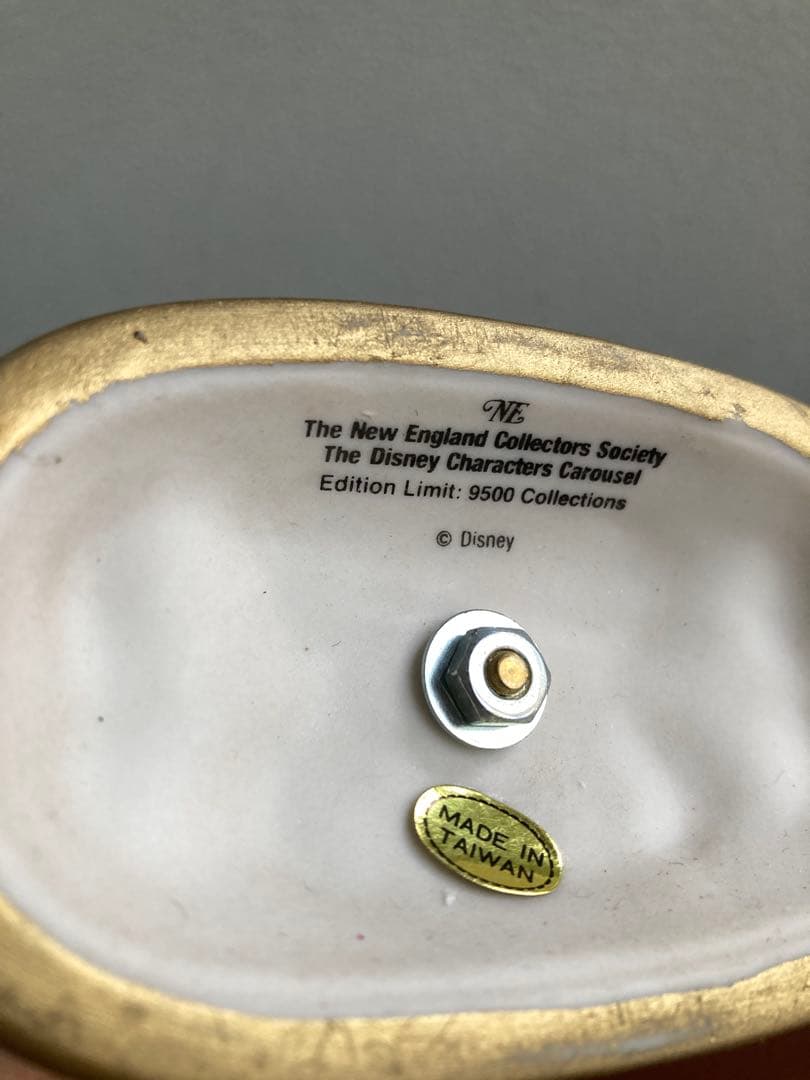 NE
The New England Collectors Society
The Disney Characters Carousel
Edition Limit: 9500 Collections
© Disney
MADE IN
TAIWAN